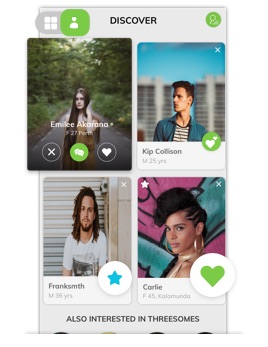 DISCOVER
Emilee Akarana
F 27 Perth
Kip Collison
M 25 yrs
Franksmth
M 36 yrs
Carlie
F 45, Kalamunda
ALSO INTERESTED IN THREESOMES